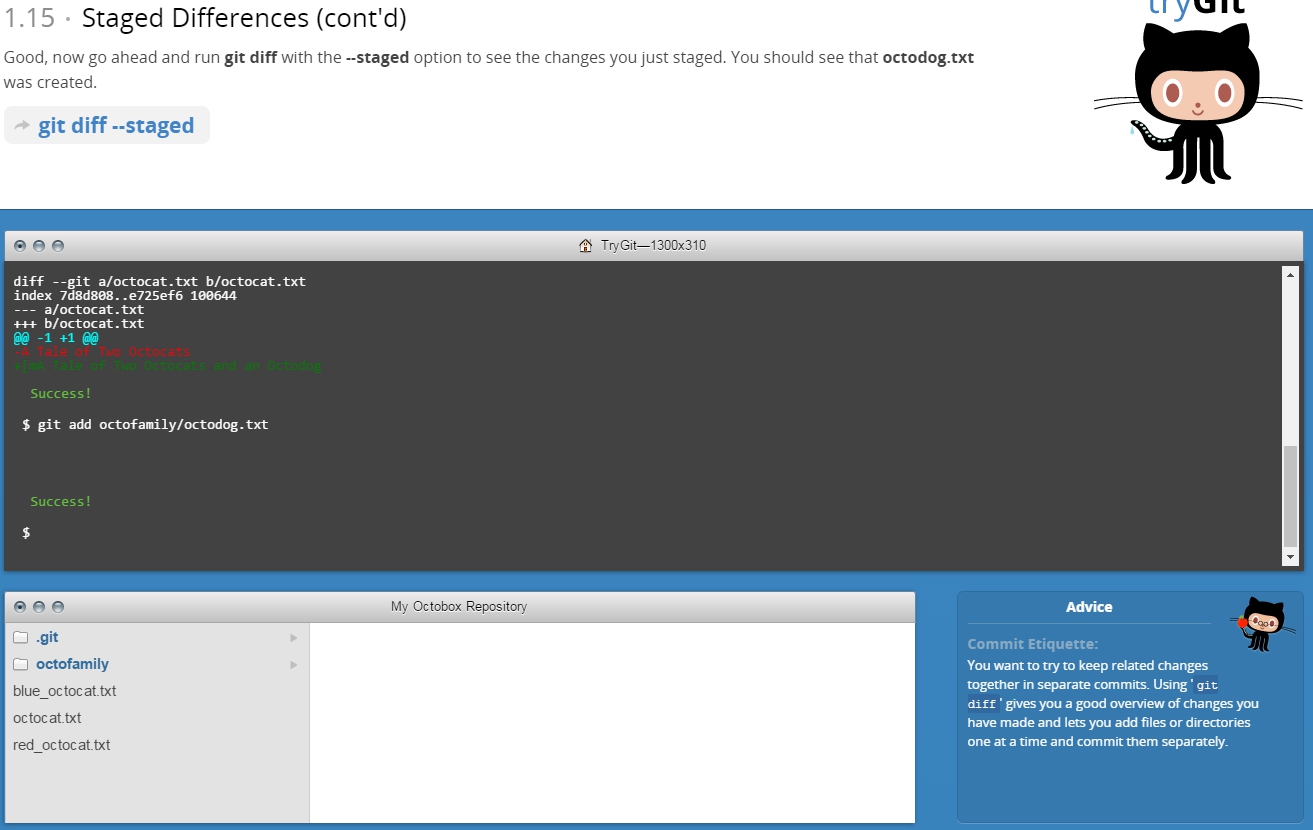 tryGit
1.15 · Staged Differences (cont'd)
Good, now go ahead and run git diff with the --staged option to see the changes you just staged. You should see that octodog.txt
was created.
git diff --staged
TryGit—1300x310
diff --git a/octocat.txt b/octocat.txt
index 7d8d808..e725ef6 100644
--- a/octocat.txt
+++ b/octocat.txt
@@ -1 +1 @@
-A Tale of Two Octocats
+[mA Tale of Two Octocats and an Octodog
Success!
$ git add octofamily/octodog.txt
Success!
$
My Octobox Repository
.git
octofamily
blue_octocat.txt
octocat.txt
red_octocat.txt
Advice
Commit Etiquette:
You want to try to keep related changes
together in separate commits. Using 'git
diff' gives you a good overview of changes you
have made and lets you add files or directories
one at a time and commit them separately.